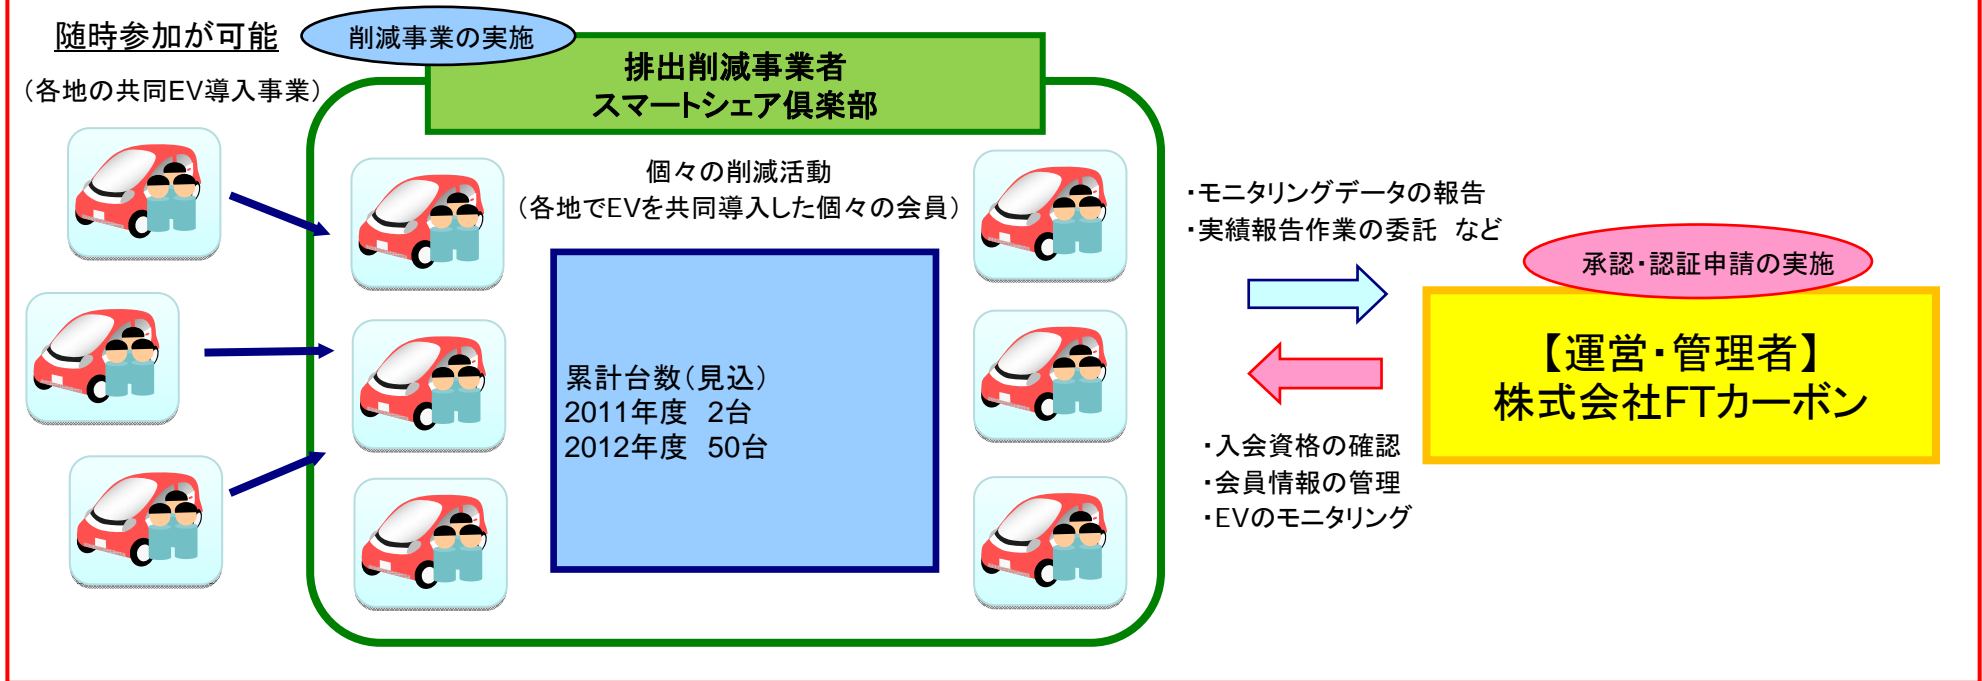 随時参加が可能
（各地の共同EV導入事業）
削減事業の実施
排出削減事業者
スマートシェア倶楽部
個々の削減活動
（各地でEVを共同導入した個々の会員）
累計台数（見込）
2011年度　2台
2012年度　50台
・モニタリングデータの報告
・実績報告作業の委託　など
・入会資格の確認
・会員情報の管理
・EVのモニタリング
承認・認証申請の実施
【運営・管理者】
株式会社FTカーボン